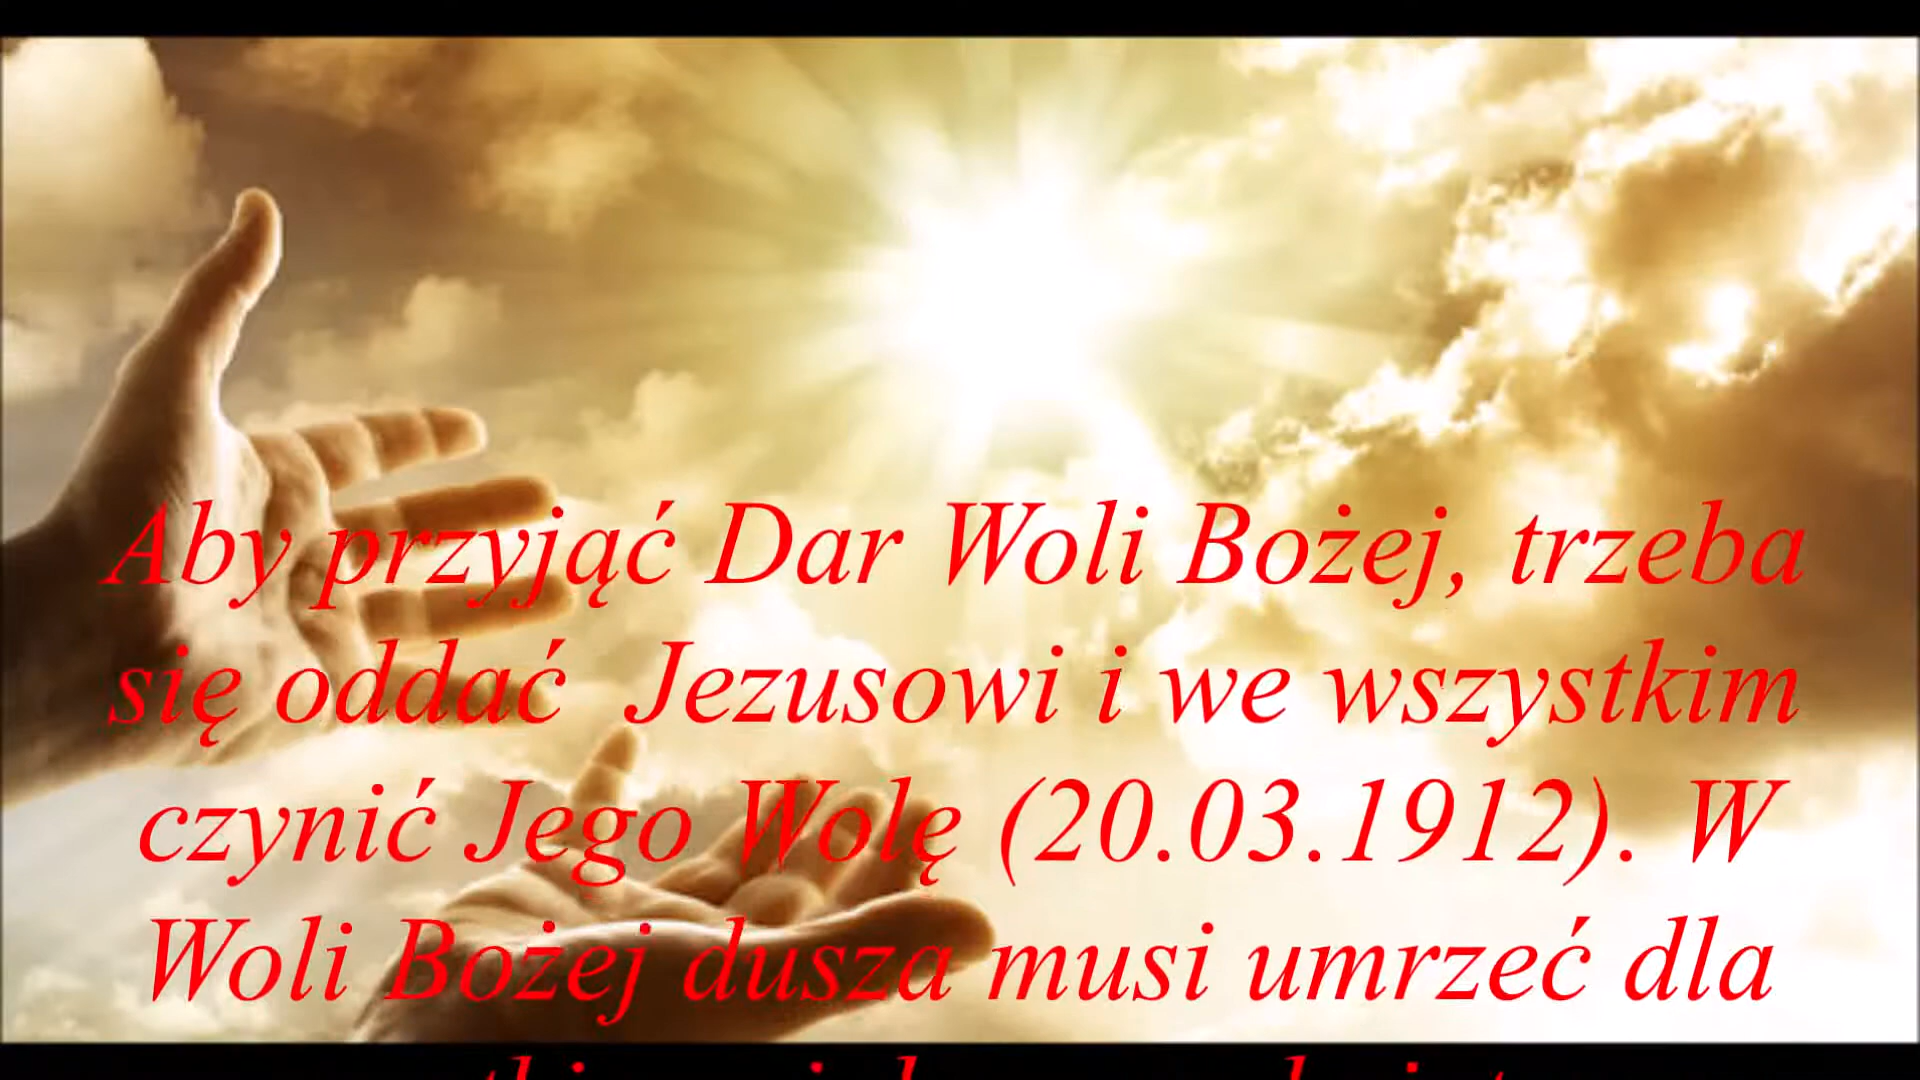 Aby przyjąć Dar Woli Bożej, trzeba
się oddać  Jezusowi i we wszystkim
czynić Jego Wolę (20.03.1912). W
Woli Bożej dusza musi umrzeć dla